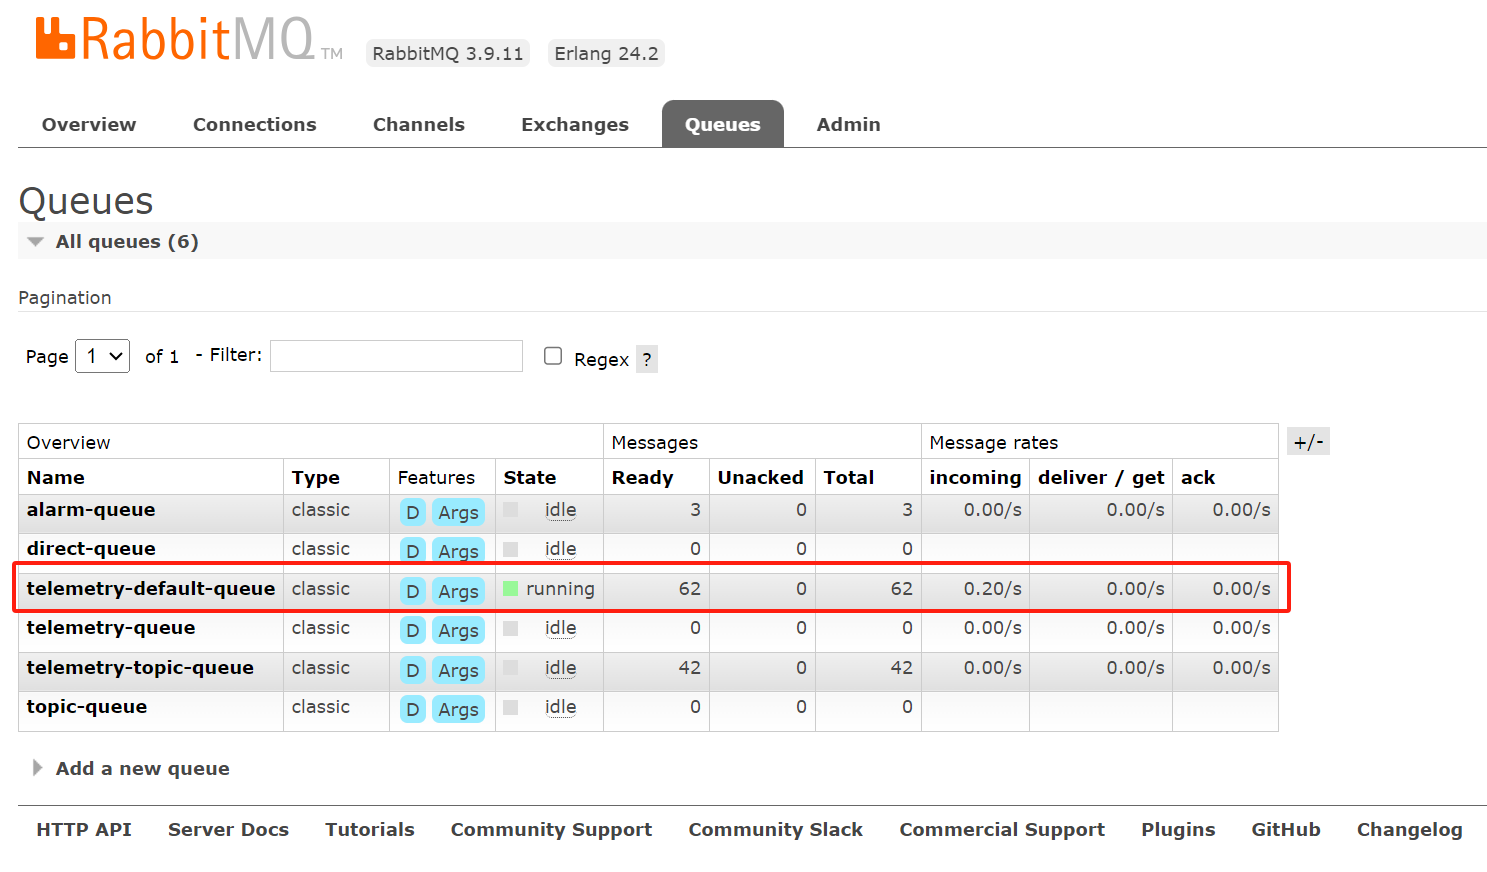 RabbitMQ TM RabbitMQ 3.9.11 Erlang 24.2
Overview Connections Channels Exchanges Queues Admin
Queues
All queues (6)
Pagination
Page 1 of 1 - Filter: Regex ?
Overview Messages Message rates +/-
Name Type Features State Ready Unacked Total incoming deliver / get ack
alarm-queue classic D Args idle 3 0 3 0.00/s 0.00/s 0.00/s
direct-queue classic D Args idle 0 0 0
telemetry-default-queue classic D Args running 62 0 62 0.20/s 0.00/s 0.00/s
telemetry-queue classic D Args idle 0 0 0 0.00/s 0.00/s 0.00/s
telemetry-topic-queue classic D Args idle 42 0 42 0.00/s 0.00/s 0.00/s
topic-queue classic D Args idle 0 0 0
Add a new queue
HTTP API Server Docs Tutorials Community Support Community Slack Commercial Support Plugins GitHub Changelog